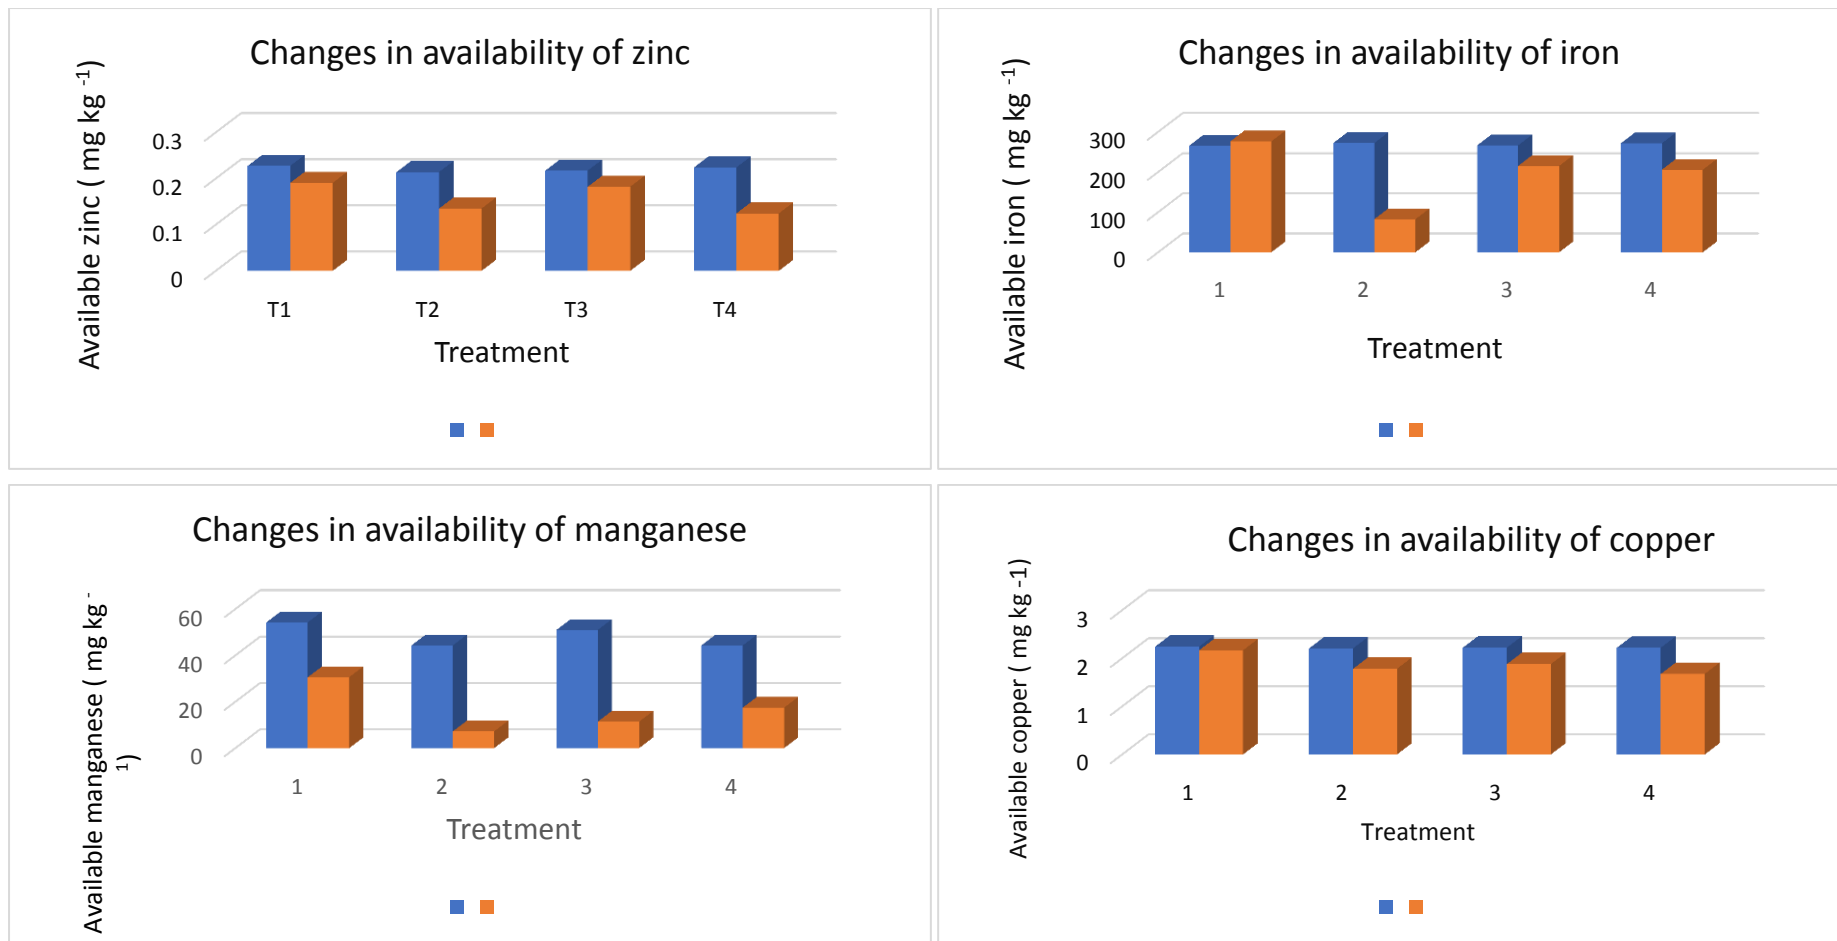 Changes in availability of zinc
Available zinc ( mg kg -1)
0.3
0.2
0.1
0
T1 T2 T3 T4
Treatment
Changes in availability of iron
Available iron ( mg kg -1)
300
200
100
0
1 2 3 4
Treatment
Changes in availability of manganese
Available manganese ( mg kg -
1)
60
40
20
0
1 2 3 4
Treatment
Changes in availability of copper
Available copper ( mg kg -1)
3
2
1
0
1 2 3 4
Treatment